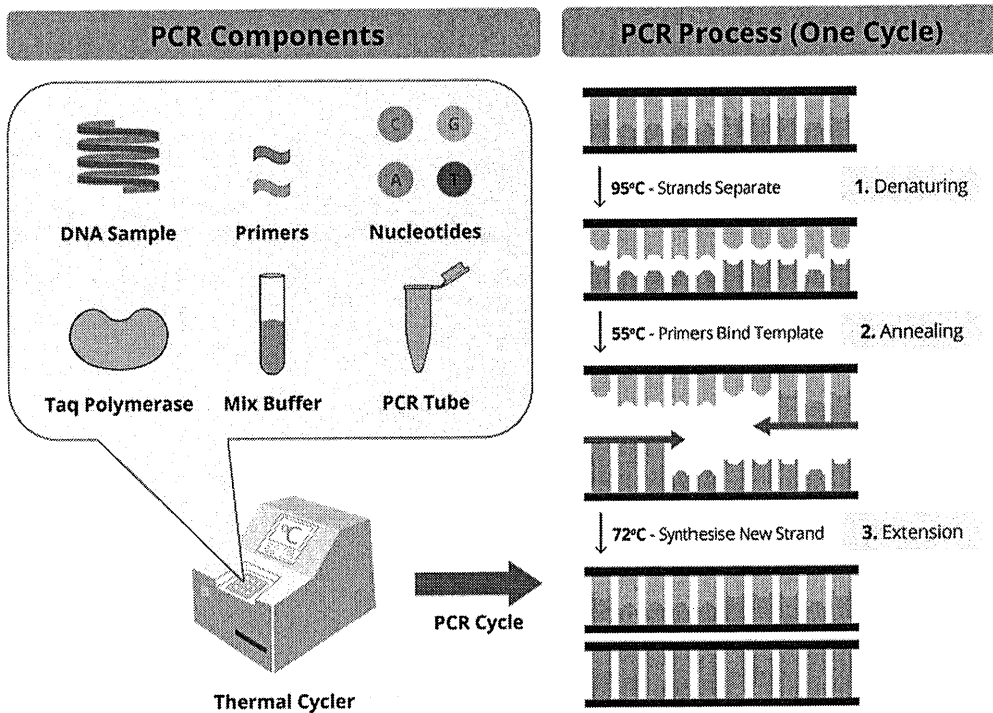 PCR Components
C
G
A
T
DNA Sample
Primers
Nucleotides
Taq Polymerase
Mix Buffer
PCR Tube
°C
Thermal Cycler
PCR Cycle
PCR Process (One Cycle)
95°C - Strands Separate
1. Denaturing
55°C - Primers Bind Template
2. Annealing
72°C - Synthesise New Strand
3. Extension